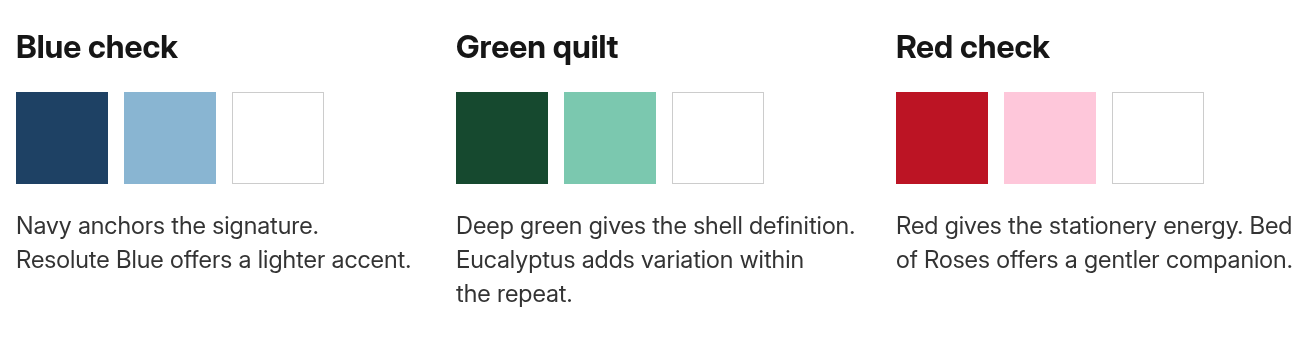 Blue check
Navy anchors the signature.
Resolute Blue offers a lighter accent.
Green quilt
Deep green gives the shell definition.
Eucalyptus adds variation within
the repeat.
Red check
Red gives the stationery energy. Bed
of Roses offers a gentler companion.